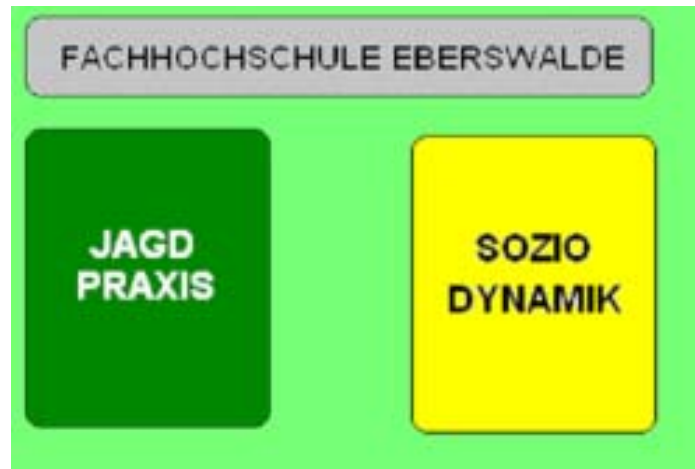 FACHHOCHSCHULE EBERSWALDE
JAGD
PRAXIS
SOZIO
DYNAMIK